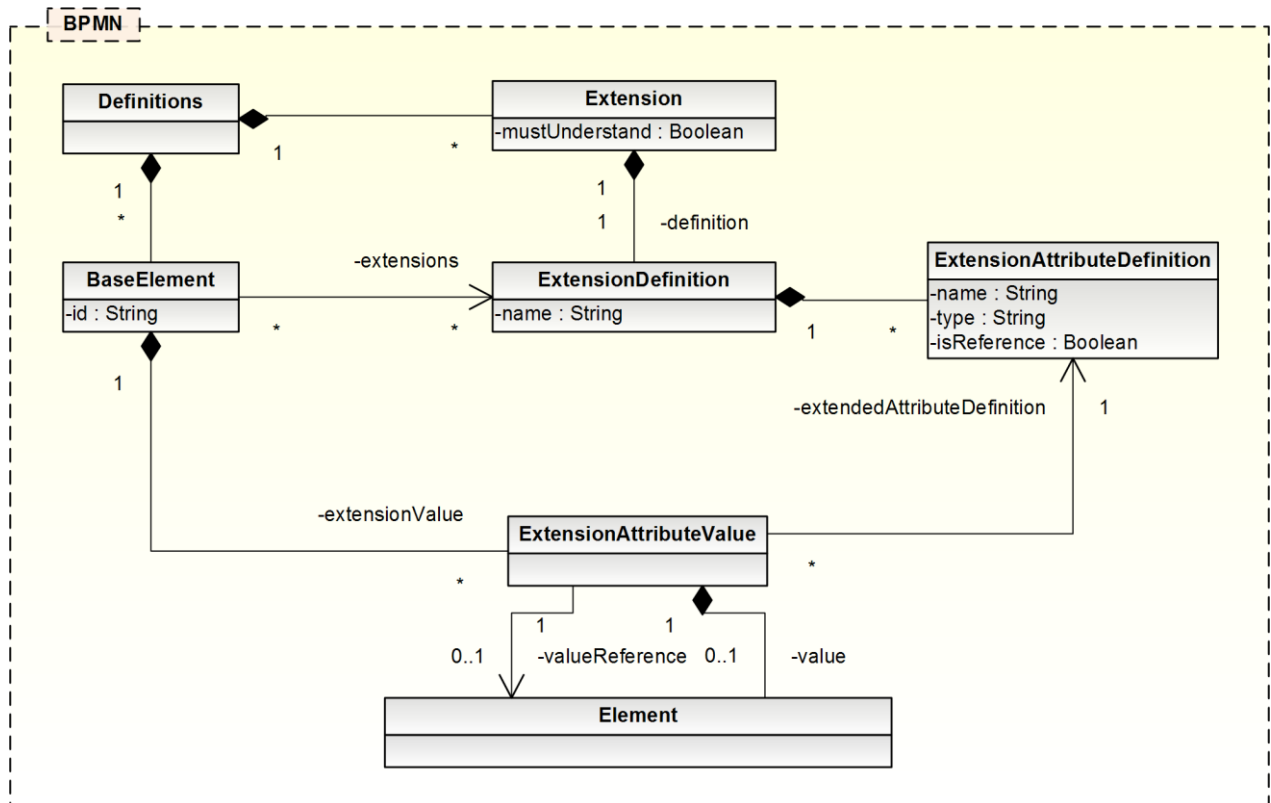 BPMN
Definitions
Extension
-mustUnderstand : Boolean
1
*
1
*
1
1
-definition
BaseElement
-id : String
-extensions
*
*
ExtensionDefinition
-name : String
1
*
ExtensionAttributeDefinition
-name : String
-type : String
-isReference : Boolean
1
-extendedAttributeDefinition
1
-extensionValue
*
ExtensionAttributeValue
*
1
1
0..1
-valueReference
0..1
-value
Element